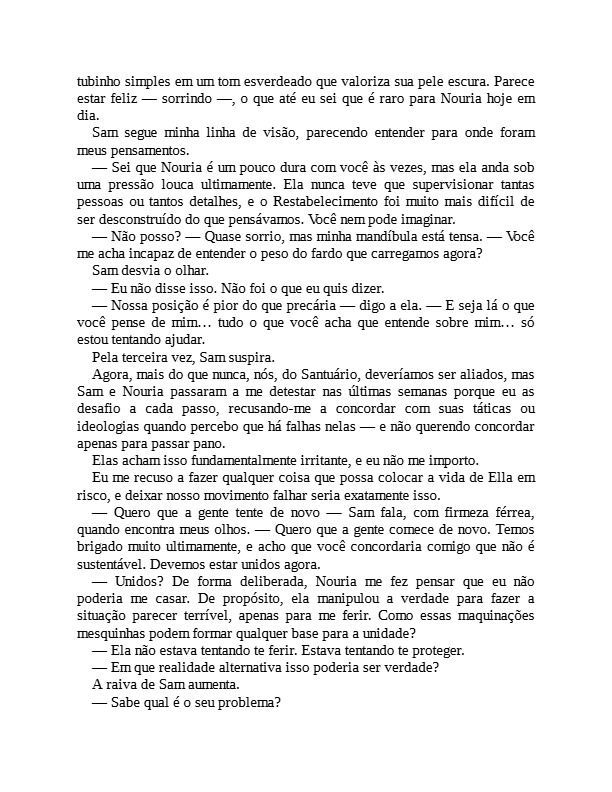 tubinho simples em um tom esverdeado que valoriza sua pele escura. Parece
estar feliz — sorrindo —, o que até eu sei que é raro para Nouria hoje em
dia.
Sam segue minha linha de visão, parecendo entender para onde foram
meus pensamentos.
— Sei que Nouria é um pouco dura com você às vezes, mas ela anda sob
uma pressão louca ultimamente. Ela nunca teve que supervisionar tantas
pessoas ou tantos detalhes, e o Restabelecimento foi muito mais difícil de
ser desconstruído do que pensávamos. Você nem pode imaginar.
— Não posso? — Quase sorrio, mas minha mandíbula está tensa. — Você
me acha incapaz de entender o peso do fardo que carregamos agora?
Sam desvia o olhar.
— Eu não disse isso. Não foi o que eu quis dizer.
— Nossa posição é pior do que precária — digo a ela. — E seja lá o que
você pense de mim… tudo o que você acha que entende sobre mim… só
estou tentando ajudar.
Pela terceira vez, Sam suspira.
Agora, mais do que nunca, nós, do Santuário, deveríamos ser aliados, mas
Sam e Nouria passaram a me detestar nas últimas semanas porque eu as
desafio a cada passo, recusando-me a concordar com suas táticas ou
ideologias quando percebo que há falhas nelas — e não querendo concordar
apenas para passar pano.
Elas acham isso fundamentalmente irritante, e eu não me importo.
Eu me recuso a fazer qualquer coisa que possa colocar a vida de Ella em
risco, e deixar nosso movimento falhar seria exatamente isso.
— Quero que a gente tente de novo — Sam fala, com firmeza férrea,
quando encontra meus olhos. — Quero que a gente comece de novo. Temos
brigado muito ultimamente, e acho que você concordaria comigo que não é
sustentável. Devemos estar unidos agora.
— Unidos? De forma deliberada, Nouria me fez pensar que eu não
poderia me casar. De propósito, ela manipulou a verdade para fazer a
situação parecer terrível, apenas para me ferir. Como essas maquinações
mesquinhas podem formar qualquer base para a unidade?
— Ela não estava tentando te ferir. Estava tentando te proteger.
— Em que realidade alternativa isso poderia ser verdade?
A raiva de Sam aumenta.
— Sabe qual é o seu problema?